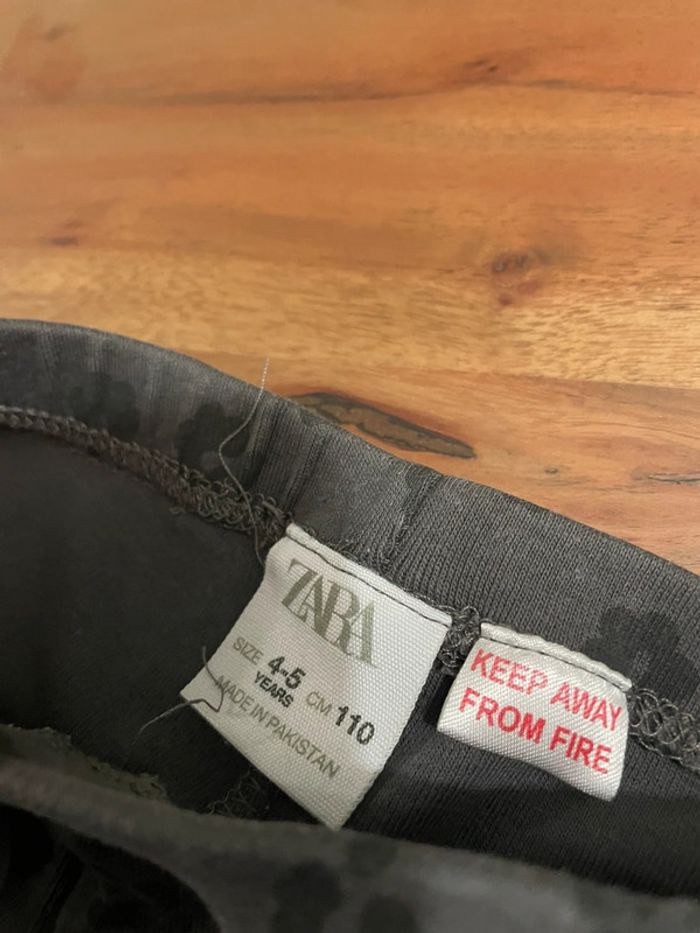 ZARA
SIZE 4-5 YEARS CM 110
MADE IN PAKISTAN
KEEP AWAY
FROM FIRE